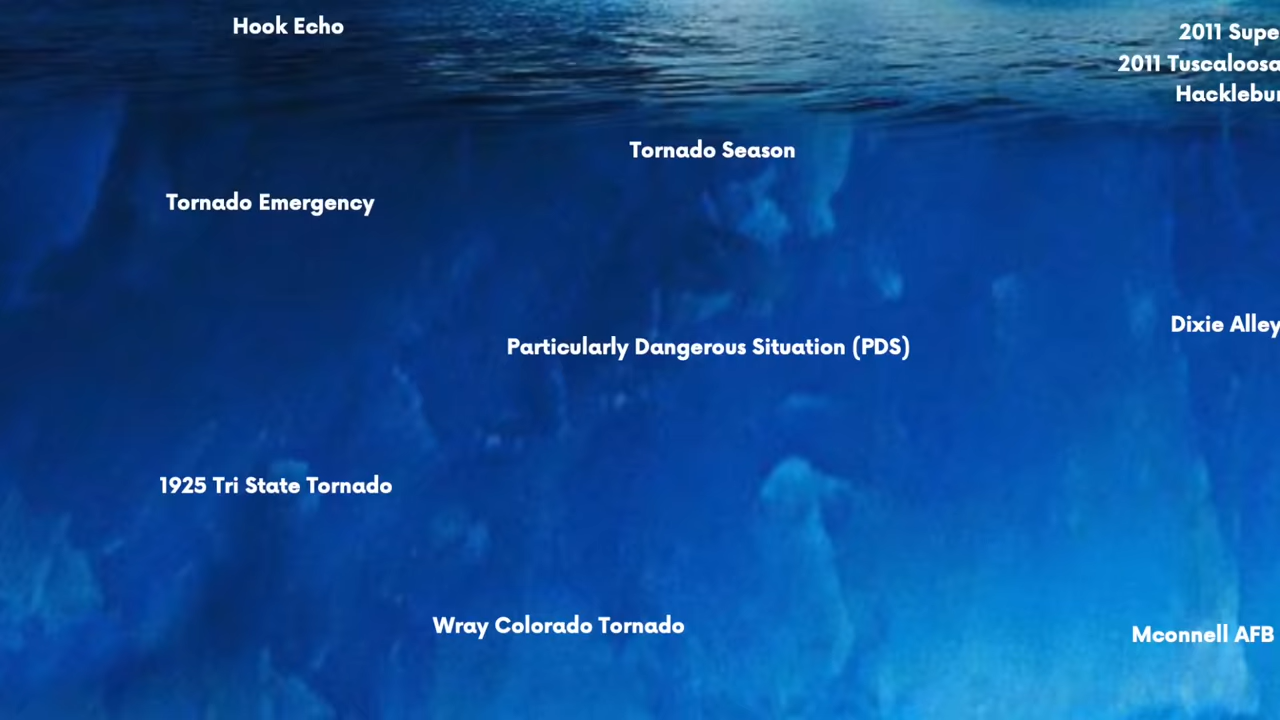 Hook Echo
2011 Supe
2011 Tuscaloosa
Hacklebur
Tornado Season
Tornado Emergency
Dixie Alley
Particularly Dangerous Situation (PDS)
1925 Tri State Tornado
Wray Colorado Tornado
Mconnell AFB